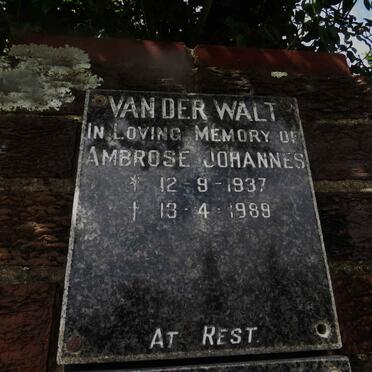 VAN DER WALT
IN LOVING MEMORY OF
AMBROSE JOHANNES
* 12-9-1937
† 13-4-1989
AT REST.